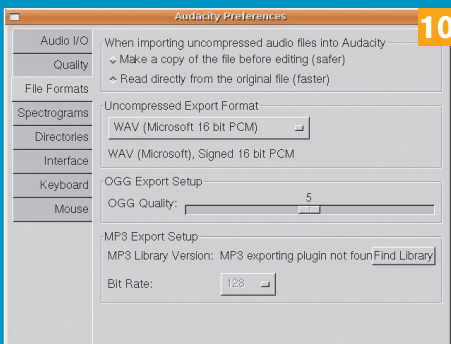 Audacity Preferences
10
Audio I/O
Quality
File Formats
Spectrograms
Directories
Interface
Keyboard
Mouse
When importing uncompressed audio files into Audacity
Make a copy of the file before editing (safer)
Read directly from the original file (faster)
Uncompressed Export Format
WAV (Microsoft 16 bit PCM)
WAV (Microsoft), Signed 16 bit PCM
OGG Export Setup
OGG Quality:
5
MP3 Export Setup
MP3 Library Version: MP3 exporting plugin not foun Find Library
Bit Rate: 128